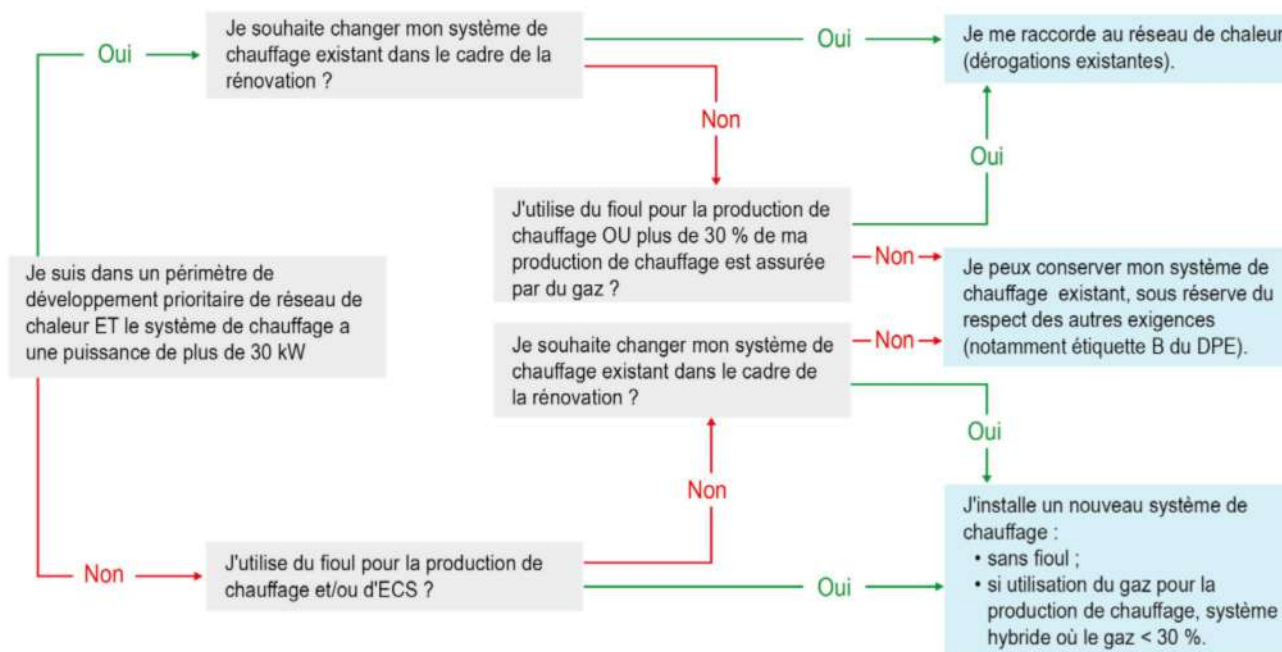 Je souhaite changer mon système de
chauffage existant dans le cadre de la
rénovation ?
Oui
Oui
Je me raccorde au réseau de chaleur
(dérogations existantes).
Non
Oui
J'utilise du fioul pour la production de
chauffage OU plus de 30 % de ma
production de chauffage est assurée
par du gaz ?
Non
Je suis dans un périmètre de
développement prioritaire de réseau de
chaleur ET le système de chauffage a
une puissance de plus de 30 kW
Je peux conserver mon système de
chauffage existant, sous réserve du
respect des autres exigences
(notamment étiquette B du DPE).
Je souhaite changer mon système de
chauffage existant dans le cadre de
la rénovation ?
Non
Oui
Non
J'installe un nouveau système de
chauffage :
• sans fioul ;
• si utilisation du gaz pour la
production de chauffage, système
hybride où le gaz < 30 %.
Non
J'utilise du fioul pour la production de
chauffage et/ou d'ECS ?
Oui